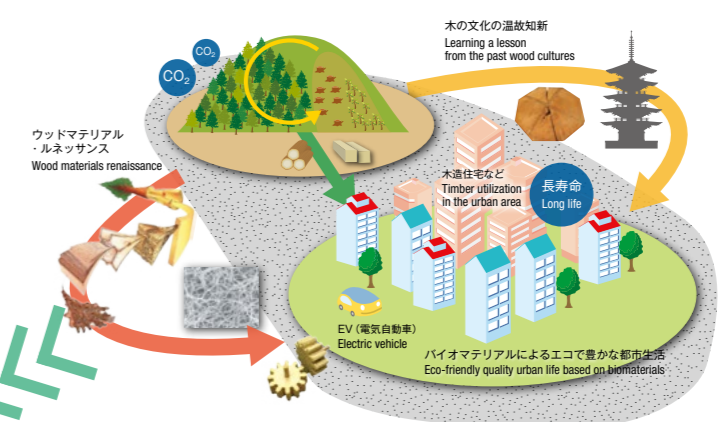 木の文化の温故知新
Learning a lesson
from the past wood cultures
CO₂
CO₂
ウッドマテリアル
・ルネッサンス
Wood materials renaissance
木造住宅など
Timber utilization
in the urban area
長寿命
Long life
EV（電気自動車）
Electric vehicle
バイオマテリアルによるエコで豊かな都市生活
Eco-friendly quality urban life based on biomaterials